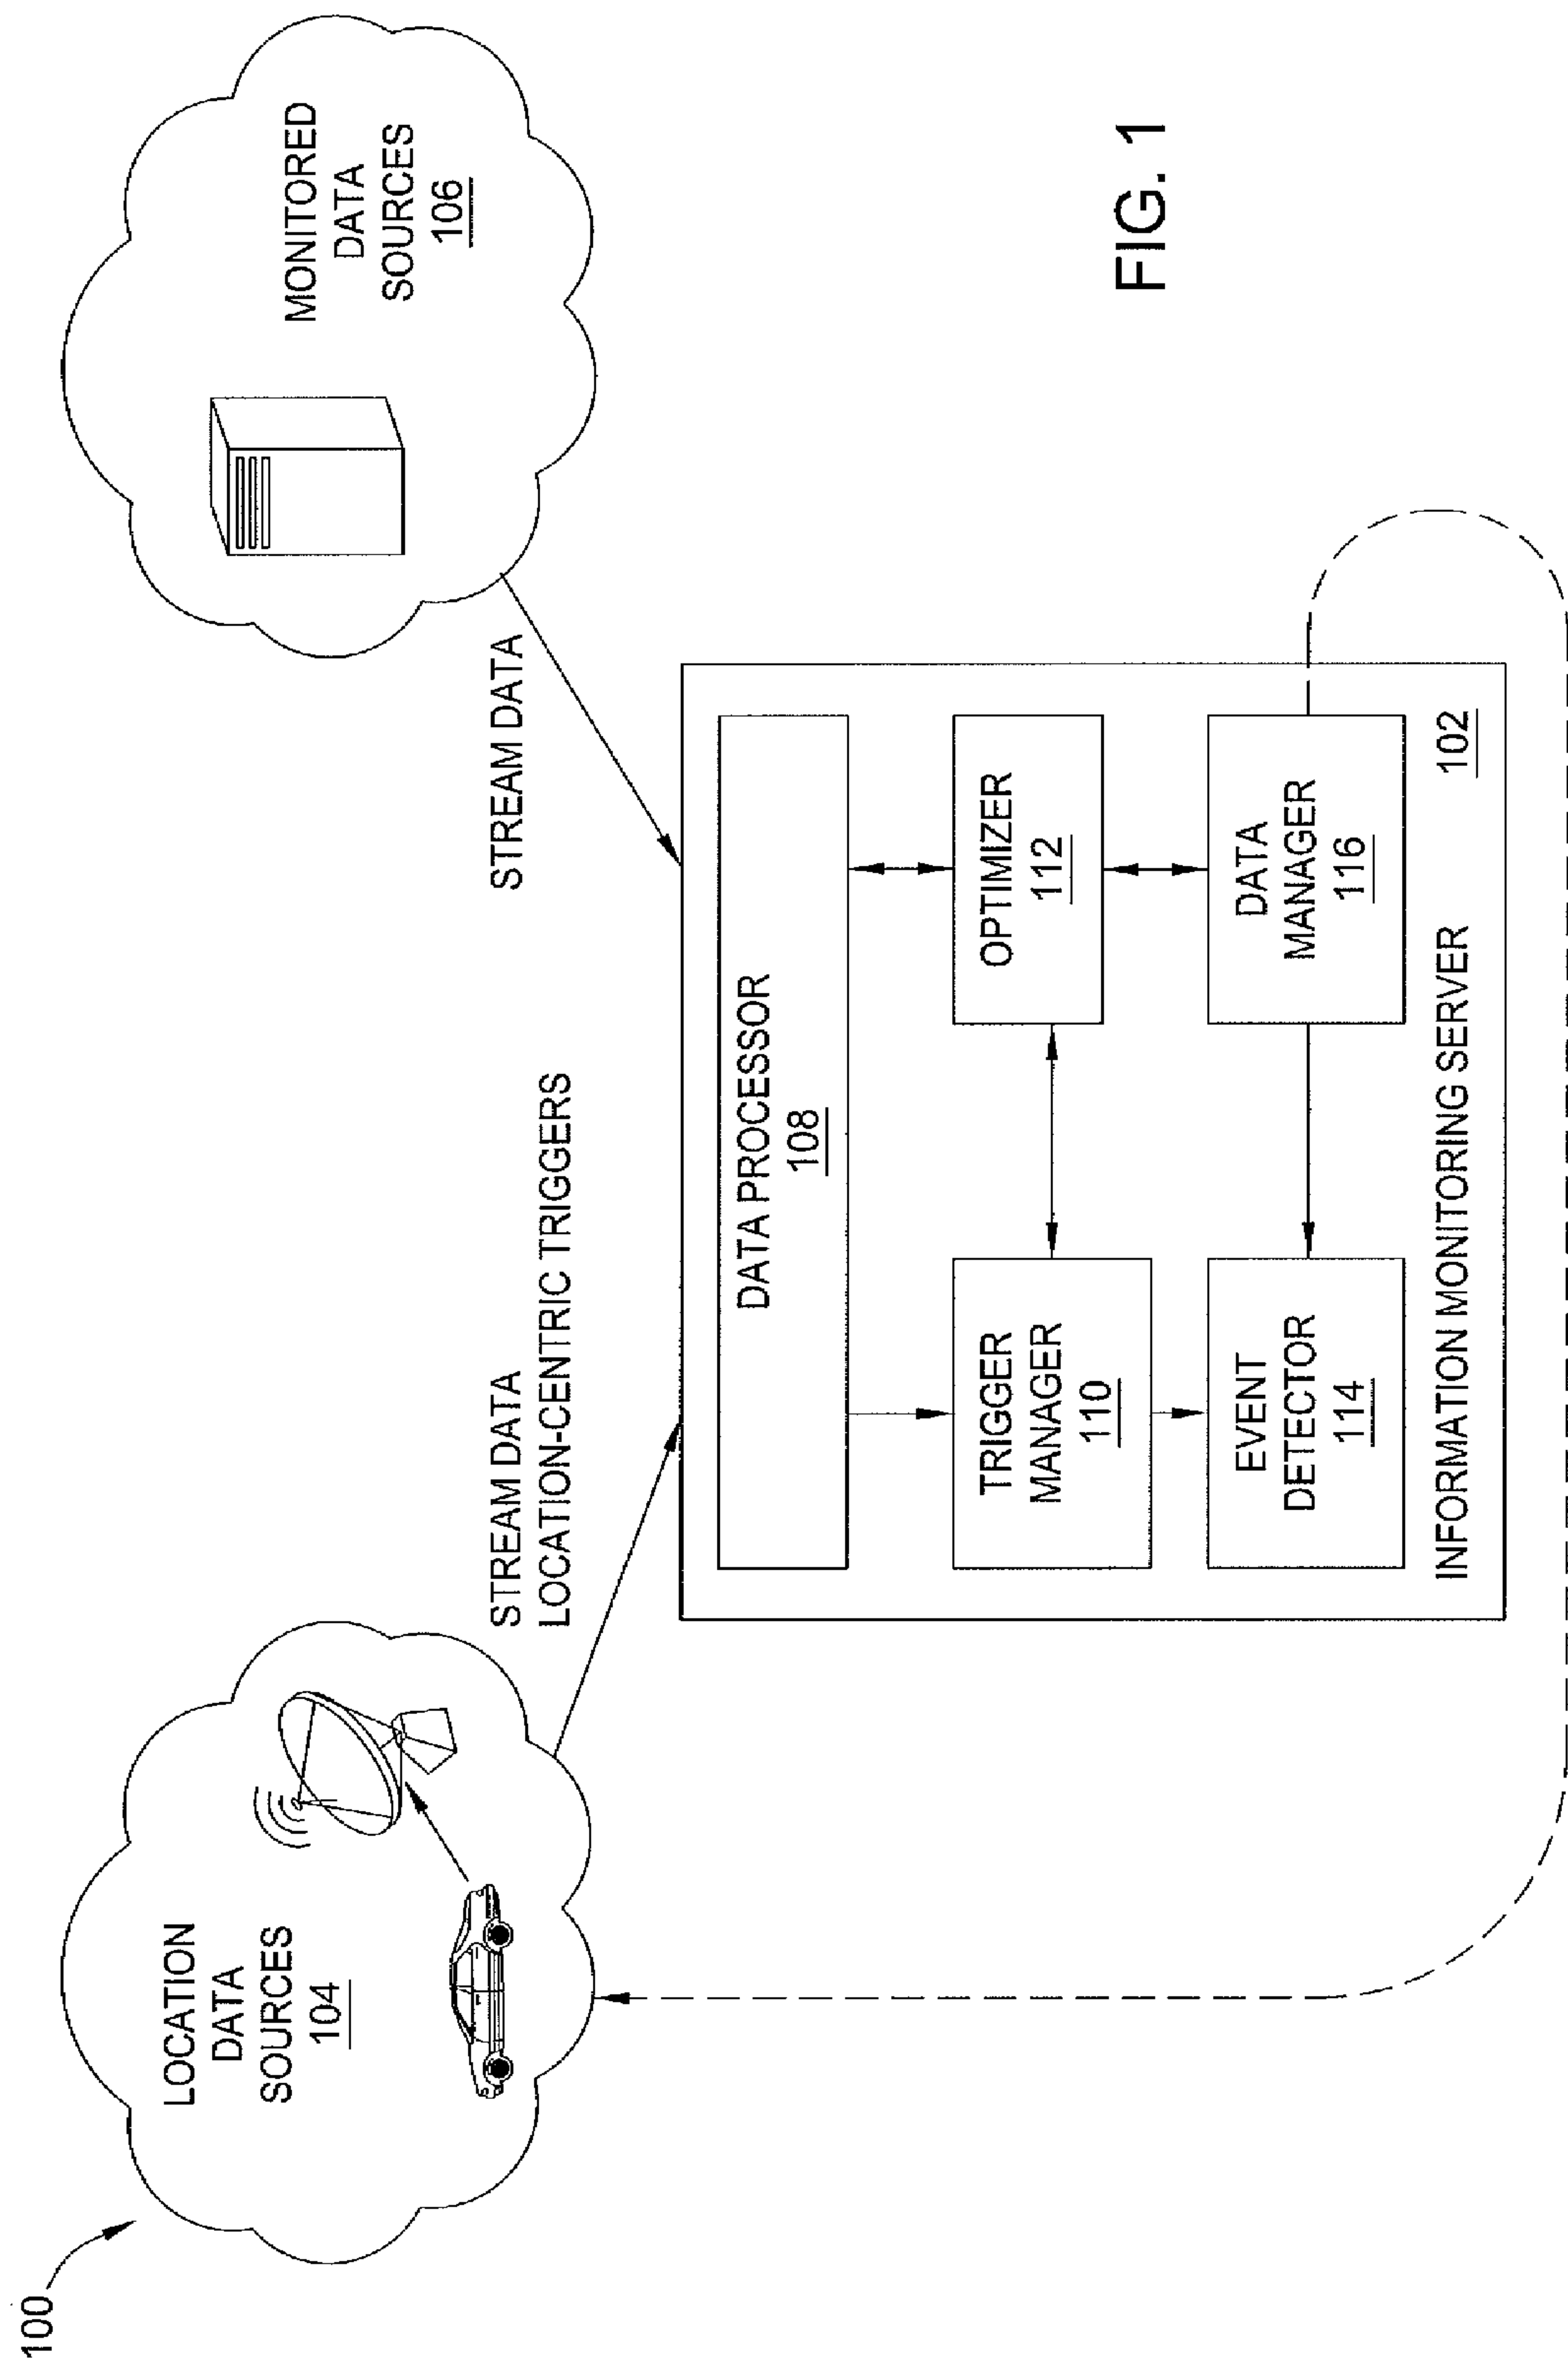 100
LOCATION
DATA
SOURCES
104
MONITORED
DATA
SOURCES
106
STREAM DATA
LOCATION-CENTRIC TRIGGERS
STREAM DATA
DATA PROCESSOR
108
TRIGGER
MANAGER
110
OPTIMIZER
112
EVENT
DETECTOR
114
DATA
MANAGER
116
INFORMATION MONITORING SERVER
102
FIG. 1